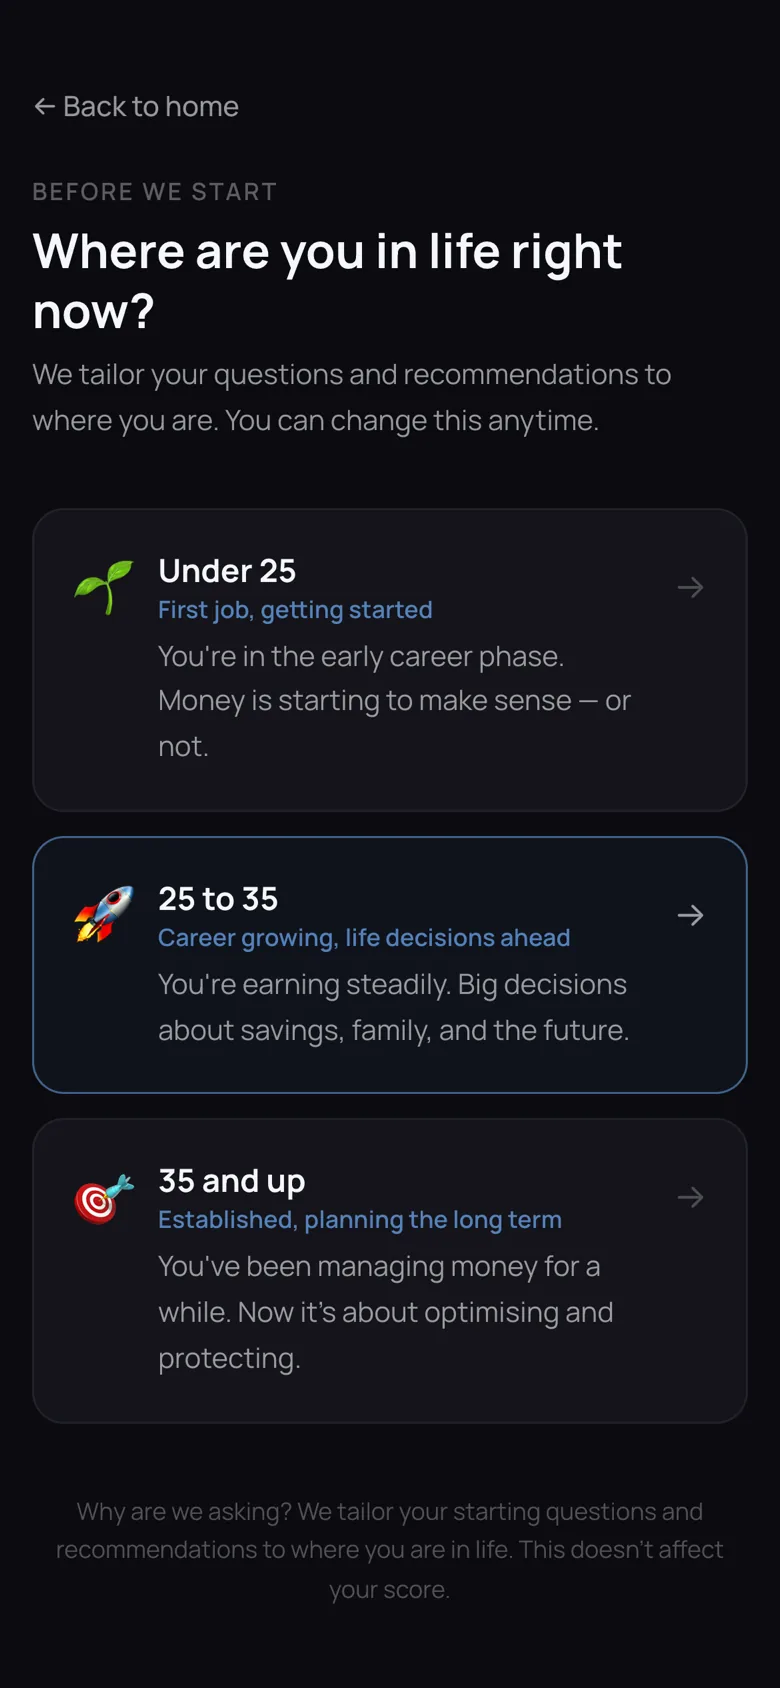 ← Back to home
BEFORE WE START
Where are you in life right
now?
We tailor your questions and recommendations to
where you are. You can change this anytime.
Under 25
First job, getting started
You're in the early career phase.
Money is starting to make sense — or
not.
25 to 35
Career growing, life decisions ahead
You're earning steadily. Big decisions
about savings, family, and the future.
35 and up
Established, planning the long term
You've been managing money for a
while. Now it's about optimising and
protecting.
Why are we asking? We tailor your starting questions and
recommendations to where you are in life. This doesn't affect
your score.